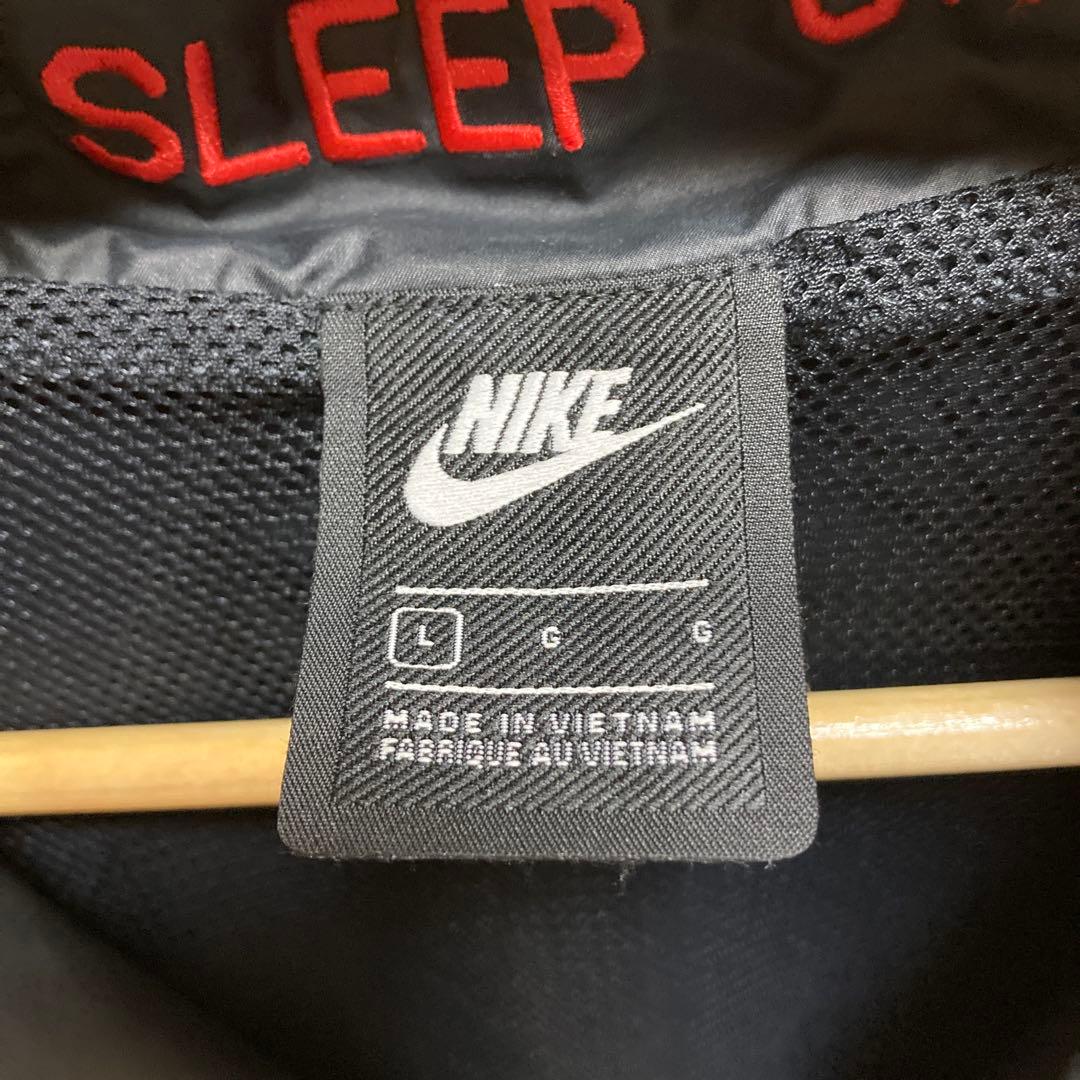 SLEEP
NIKE
L G G
MADE IN VIETNAM
FABRIQUE AU VIETNAM